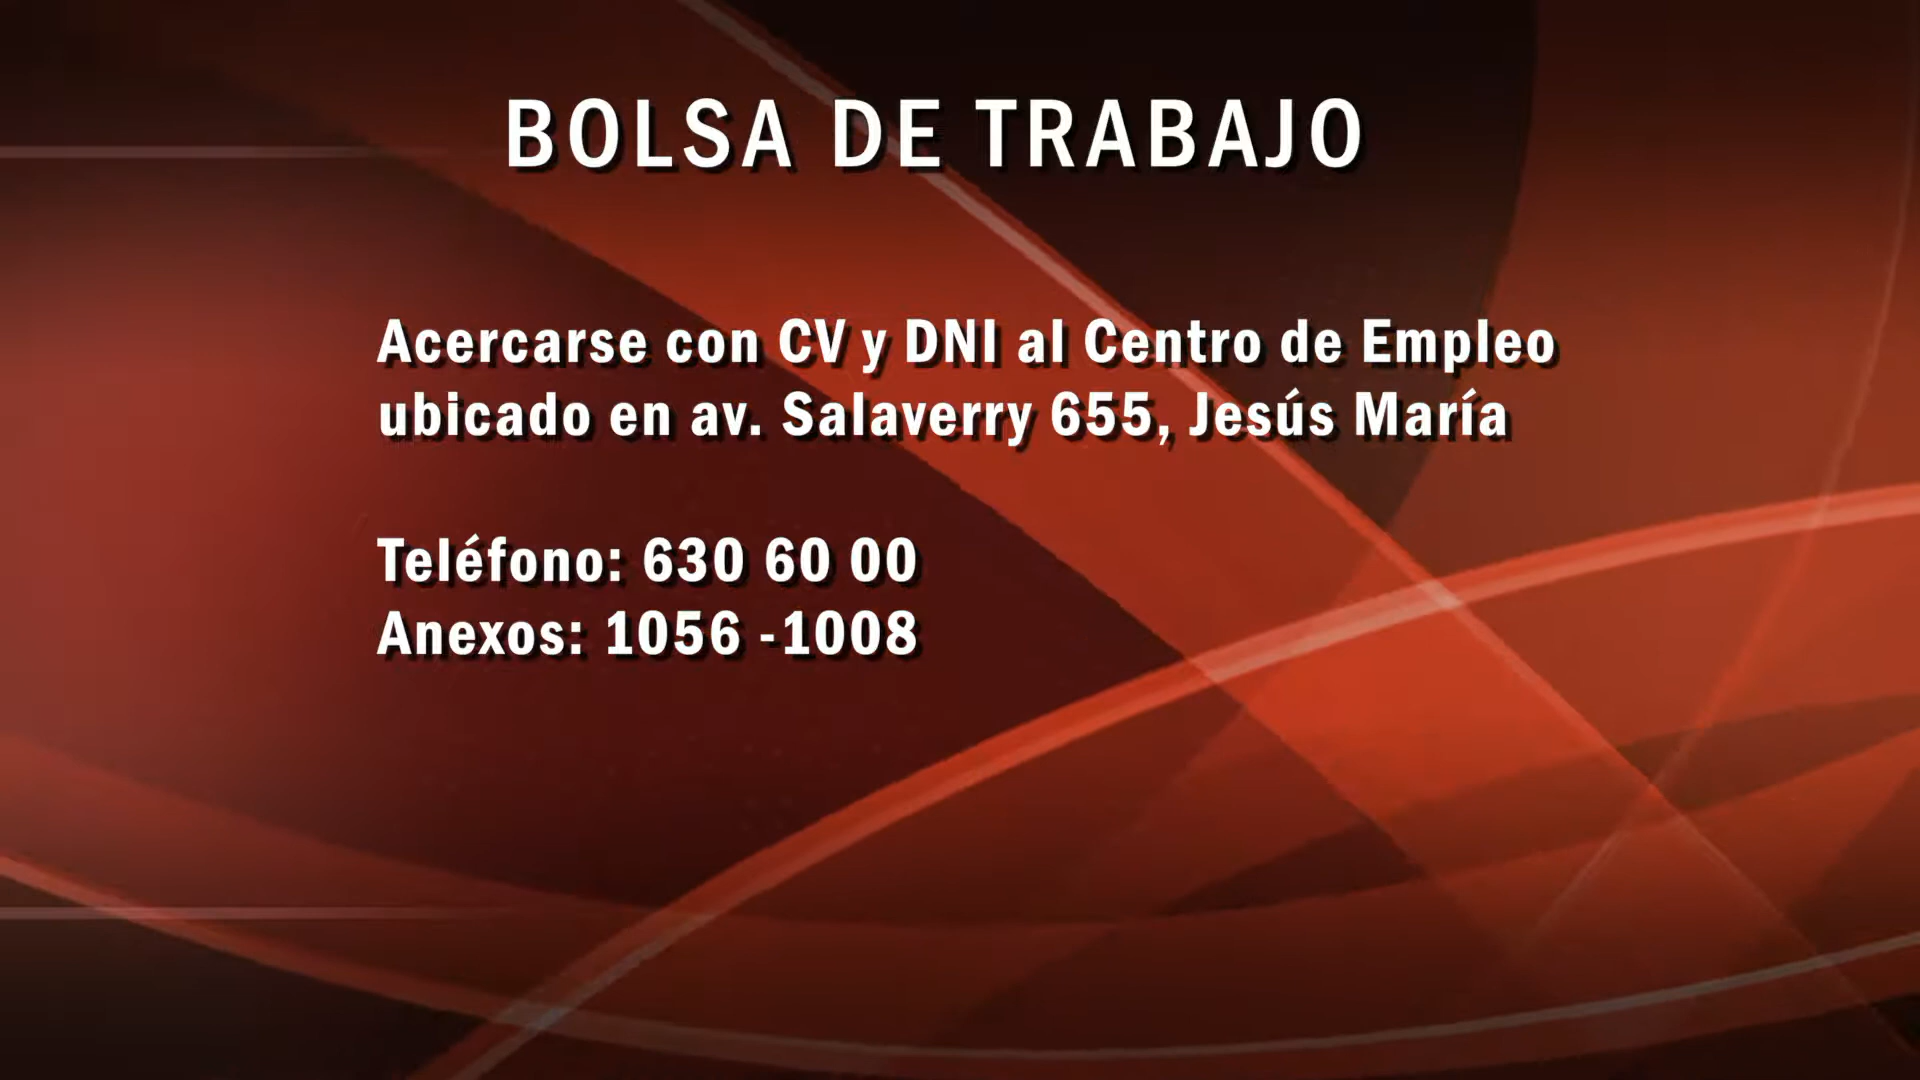 BOLSA DE TRABAJO
Acercarse con CV y DNI al Centro de Empleo
ubicado en av. Salaverry 655, Jesús María
Teléfono: 630 60 00
Anexos: 1056 -1008